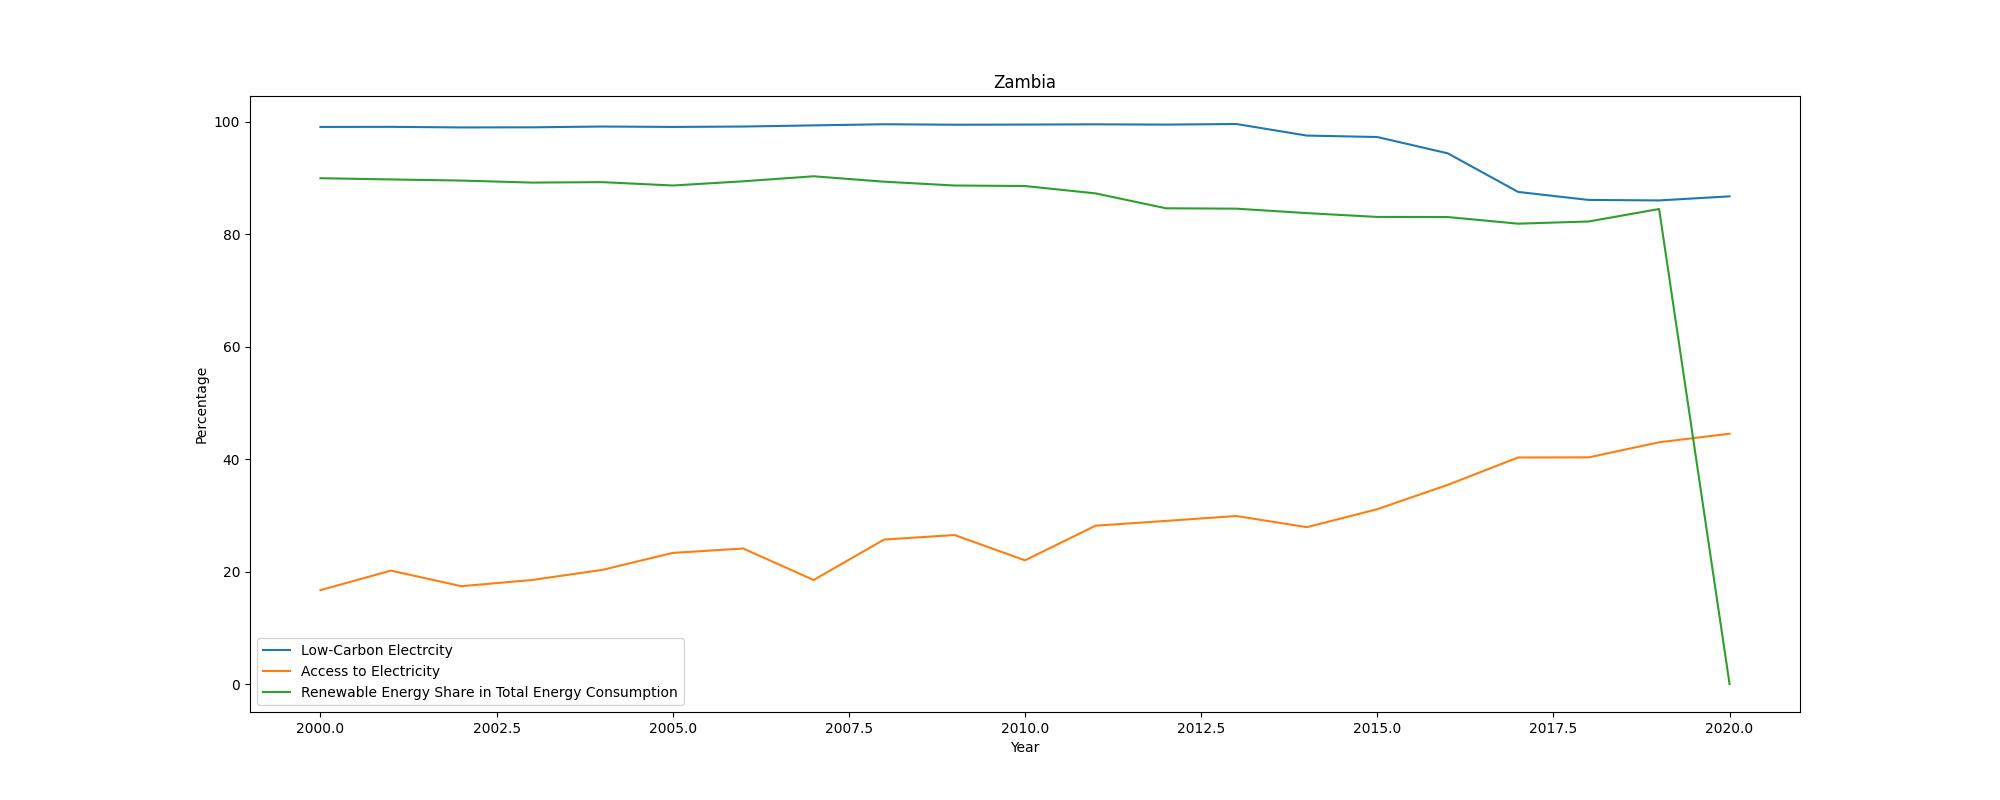 Zambia
100
80
60
40
20
0
Percentage
Low-Carbon Electrcity
Access to Electricity
Renewable Energy Share in Total Energy Consumption
2000.0 2002.5 2005.0 2007.5 2010.0 2012.5 2015.0 2017.5 2020.0
Year